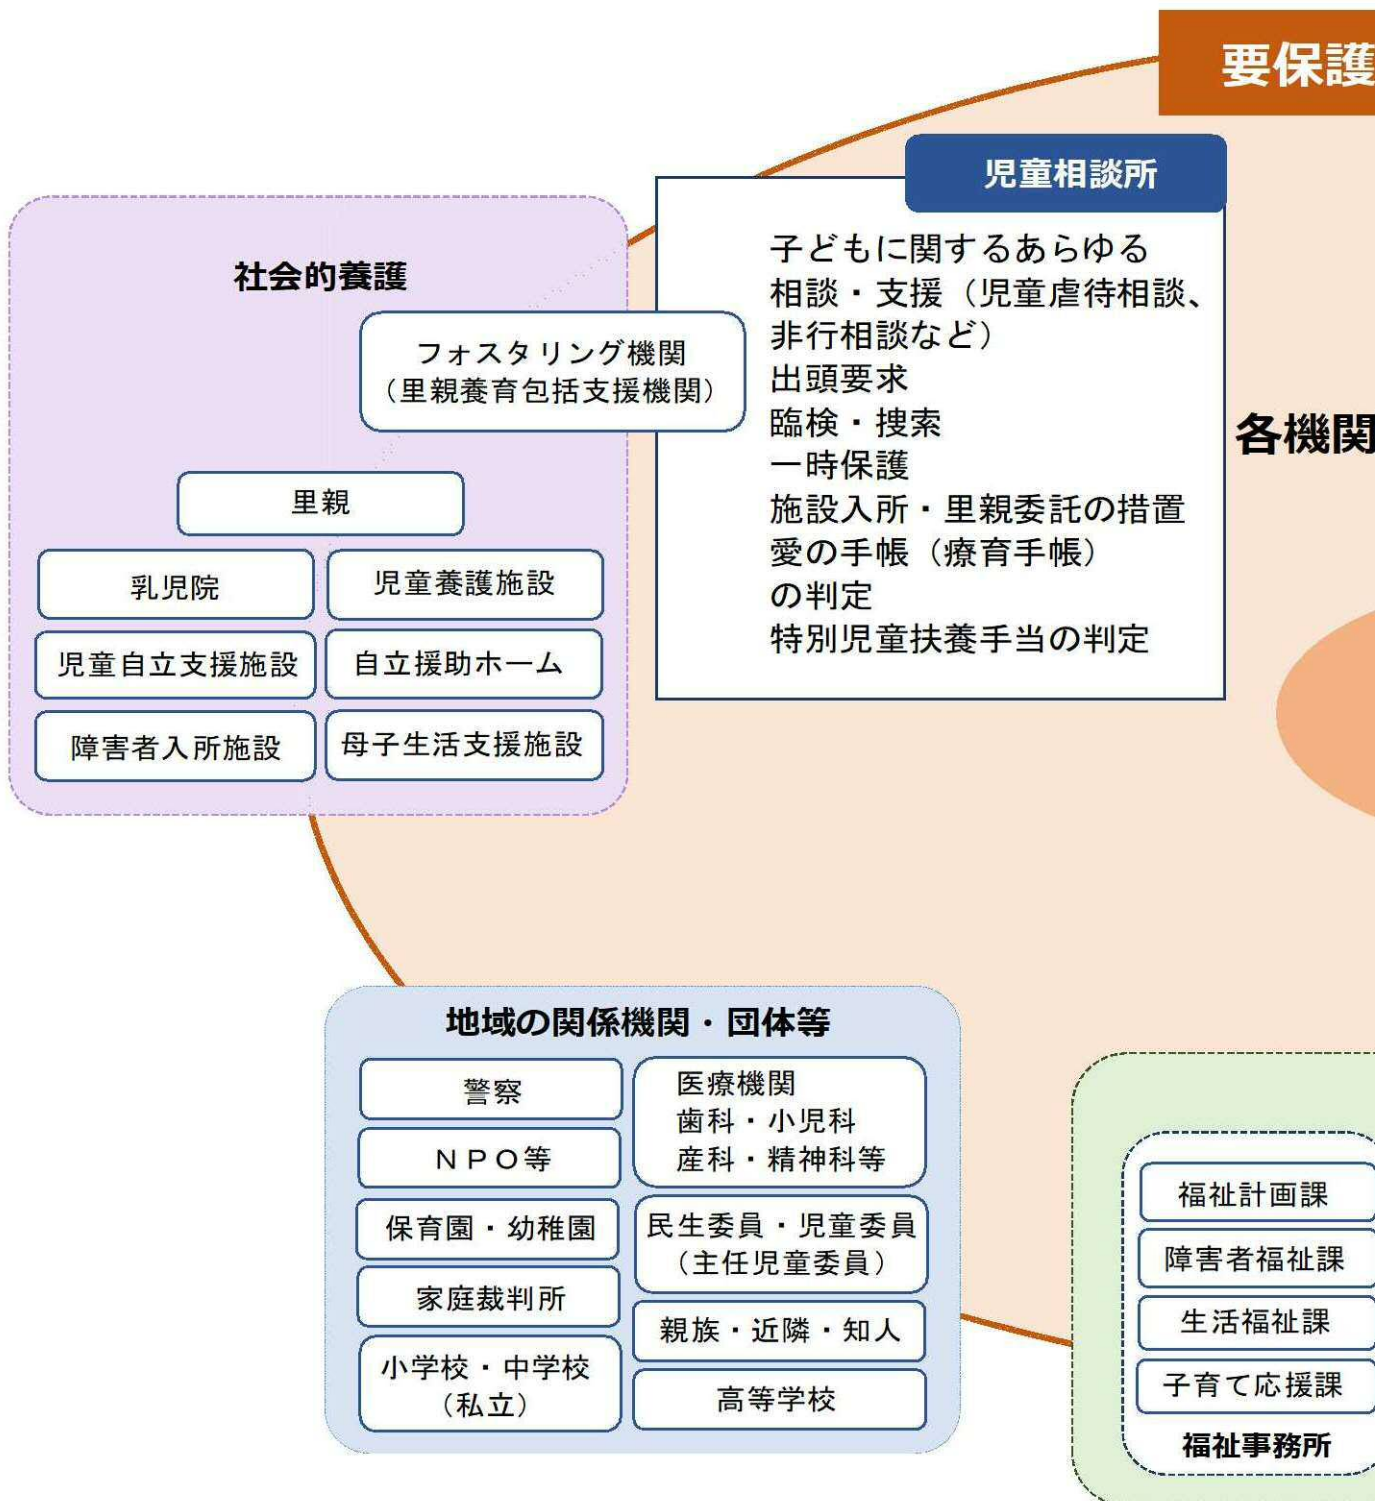 要保護
児童相談所
子どもに関するあらゆる
相談・支援（児童虐待相談、
非行相談など）
出頭要求
臨検・捜索
一時保護
施設入所・里親委託の措置
愛の手帳（療育手帳）
の判定
特別児童扶養手当の判定
社会的養護
フォスタリング機関
（里親養育包括支援機関）
里親
乳児院
児童養護施設
児童自立支援施設
自立援助ホーム
障害者入所施設
母子生活支援施設
各機関
地域の関係機関・団体等
警察
ＮＰＯ等
保育園・幼稚園
家庭裁判所
小学校・中学校
（私立）
医療機関
歯科・小児科
産科・精神科等
民生委員・児童委員
（主任児童委員）
親族・近隣・知人
高等学校
福祉計画課
障害者福祉課
生活福祉課
子育て応援課
福祉事務所